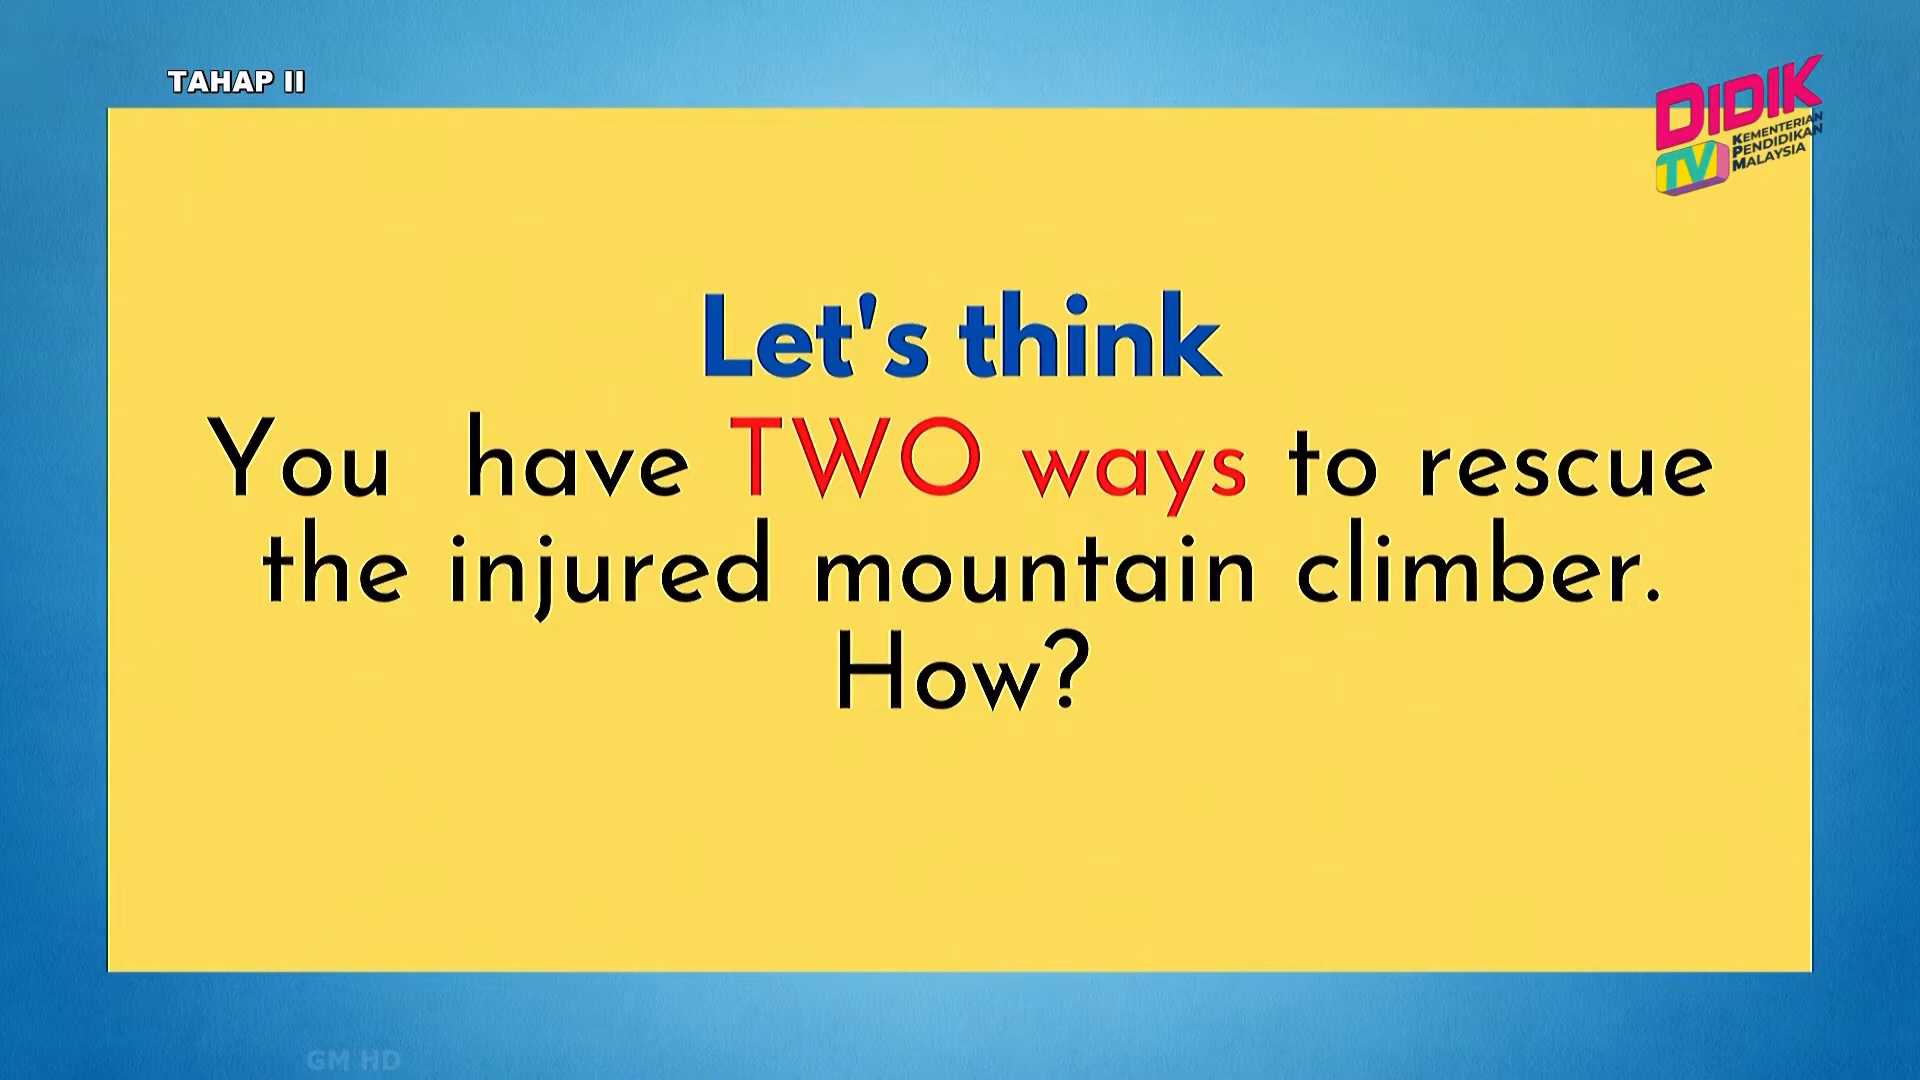 TAHAP II
DIDIK
TV
KEMENTERIAN
PENDIDIKAN
MALAYSIA
Let's think
You have TWO ways to rescue
the injured mountain climber.
How?
GM HD